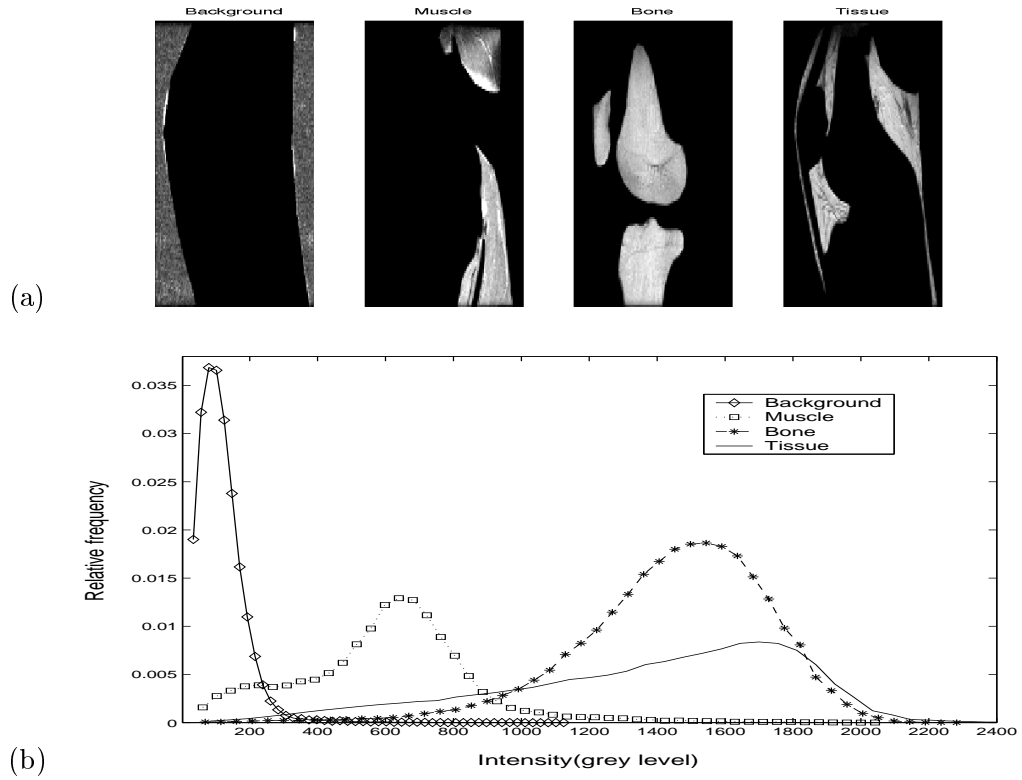 Background Muscle Bone Tissue
(a)
0.035
0.03
0.025
0.02
0.015
0.01
0.005
0
Relative frequency
Background
Muscle
Bone
Tissue
200 400 600 800 1000 1200 1400 1600 1800 2000 2200 2400
Intensity(grey level)
(b)